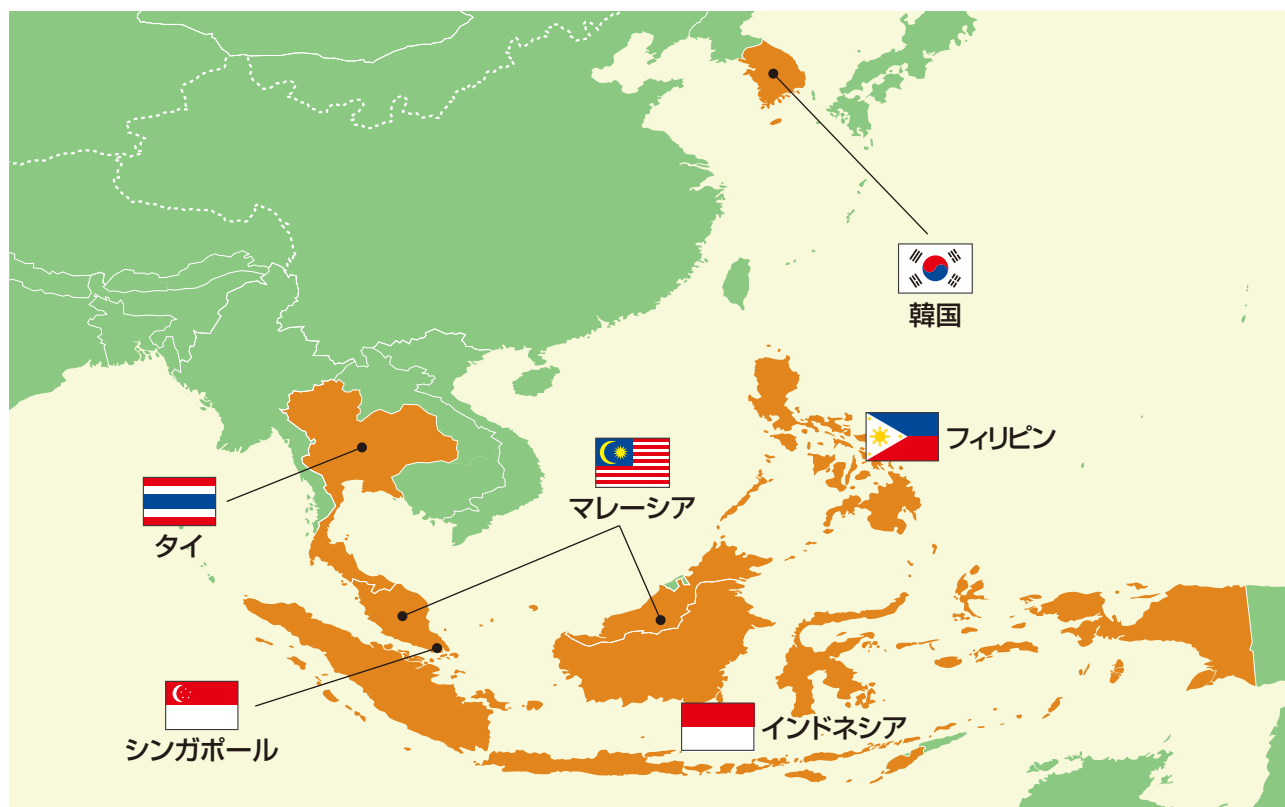 韓国
フィリピン
マレーシア
タイ
シンガポール
インドネシア